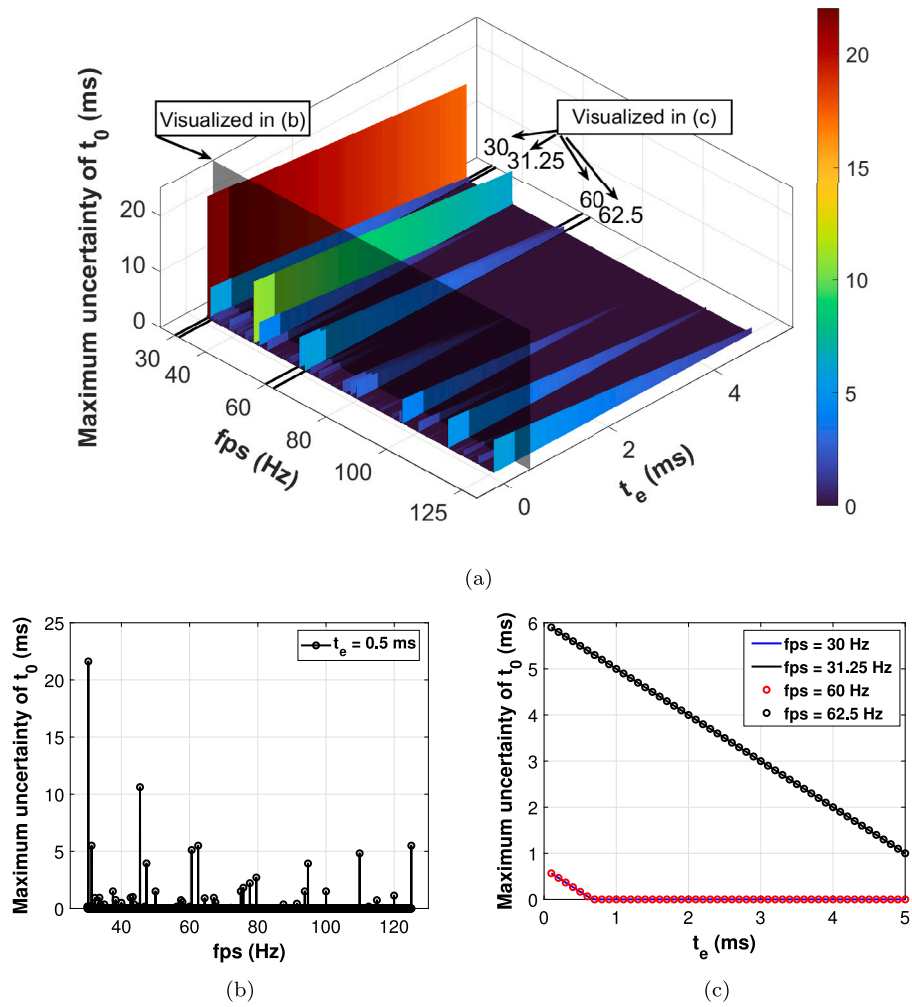 Maximum uncertainty of t0 (ms)
20
10
0
Visualized in (b)
Visualized in (c)
30
31.25
60
62.5
30
40
60
80
100
125
fps (Hz)
0
2
4
te (ms)
20
15
10
5
0
(a)
Maximum uncertainty of t0 (ms)
25
20
15
10
5
0
te = 0.5 ms
40 60 80 100 120
fps (Hz)
(b)
Maximum uncertainty of t0 (ms)
6
5
4
3
2
1
0
fps = 30 Hz
fps = 31.25 Hz
fps = 60 Hz
fps = 62.5 Hz
0 1 2 3 4 5
te (ms)
(c)